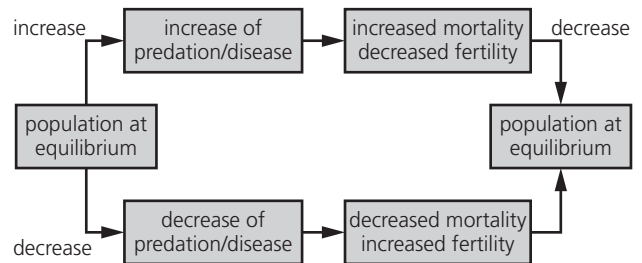 increase
increase of
predation/disease
increased mortality
decreased fertility
decrease
population at
equilibrium
population at
equilibrium
decrease
decrease of
predation/disease
decreased mortality
increased fertility